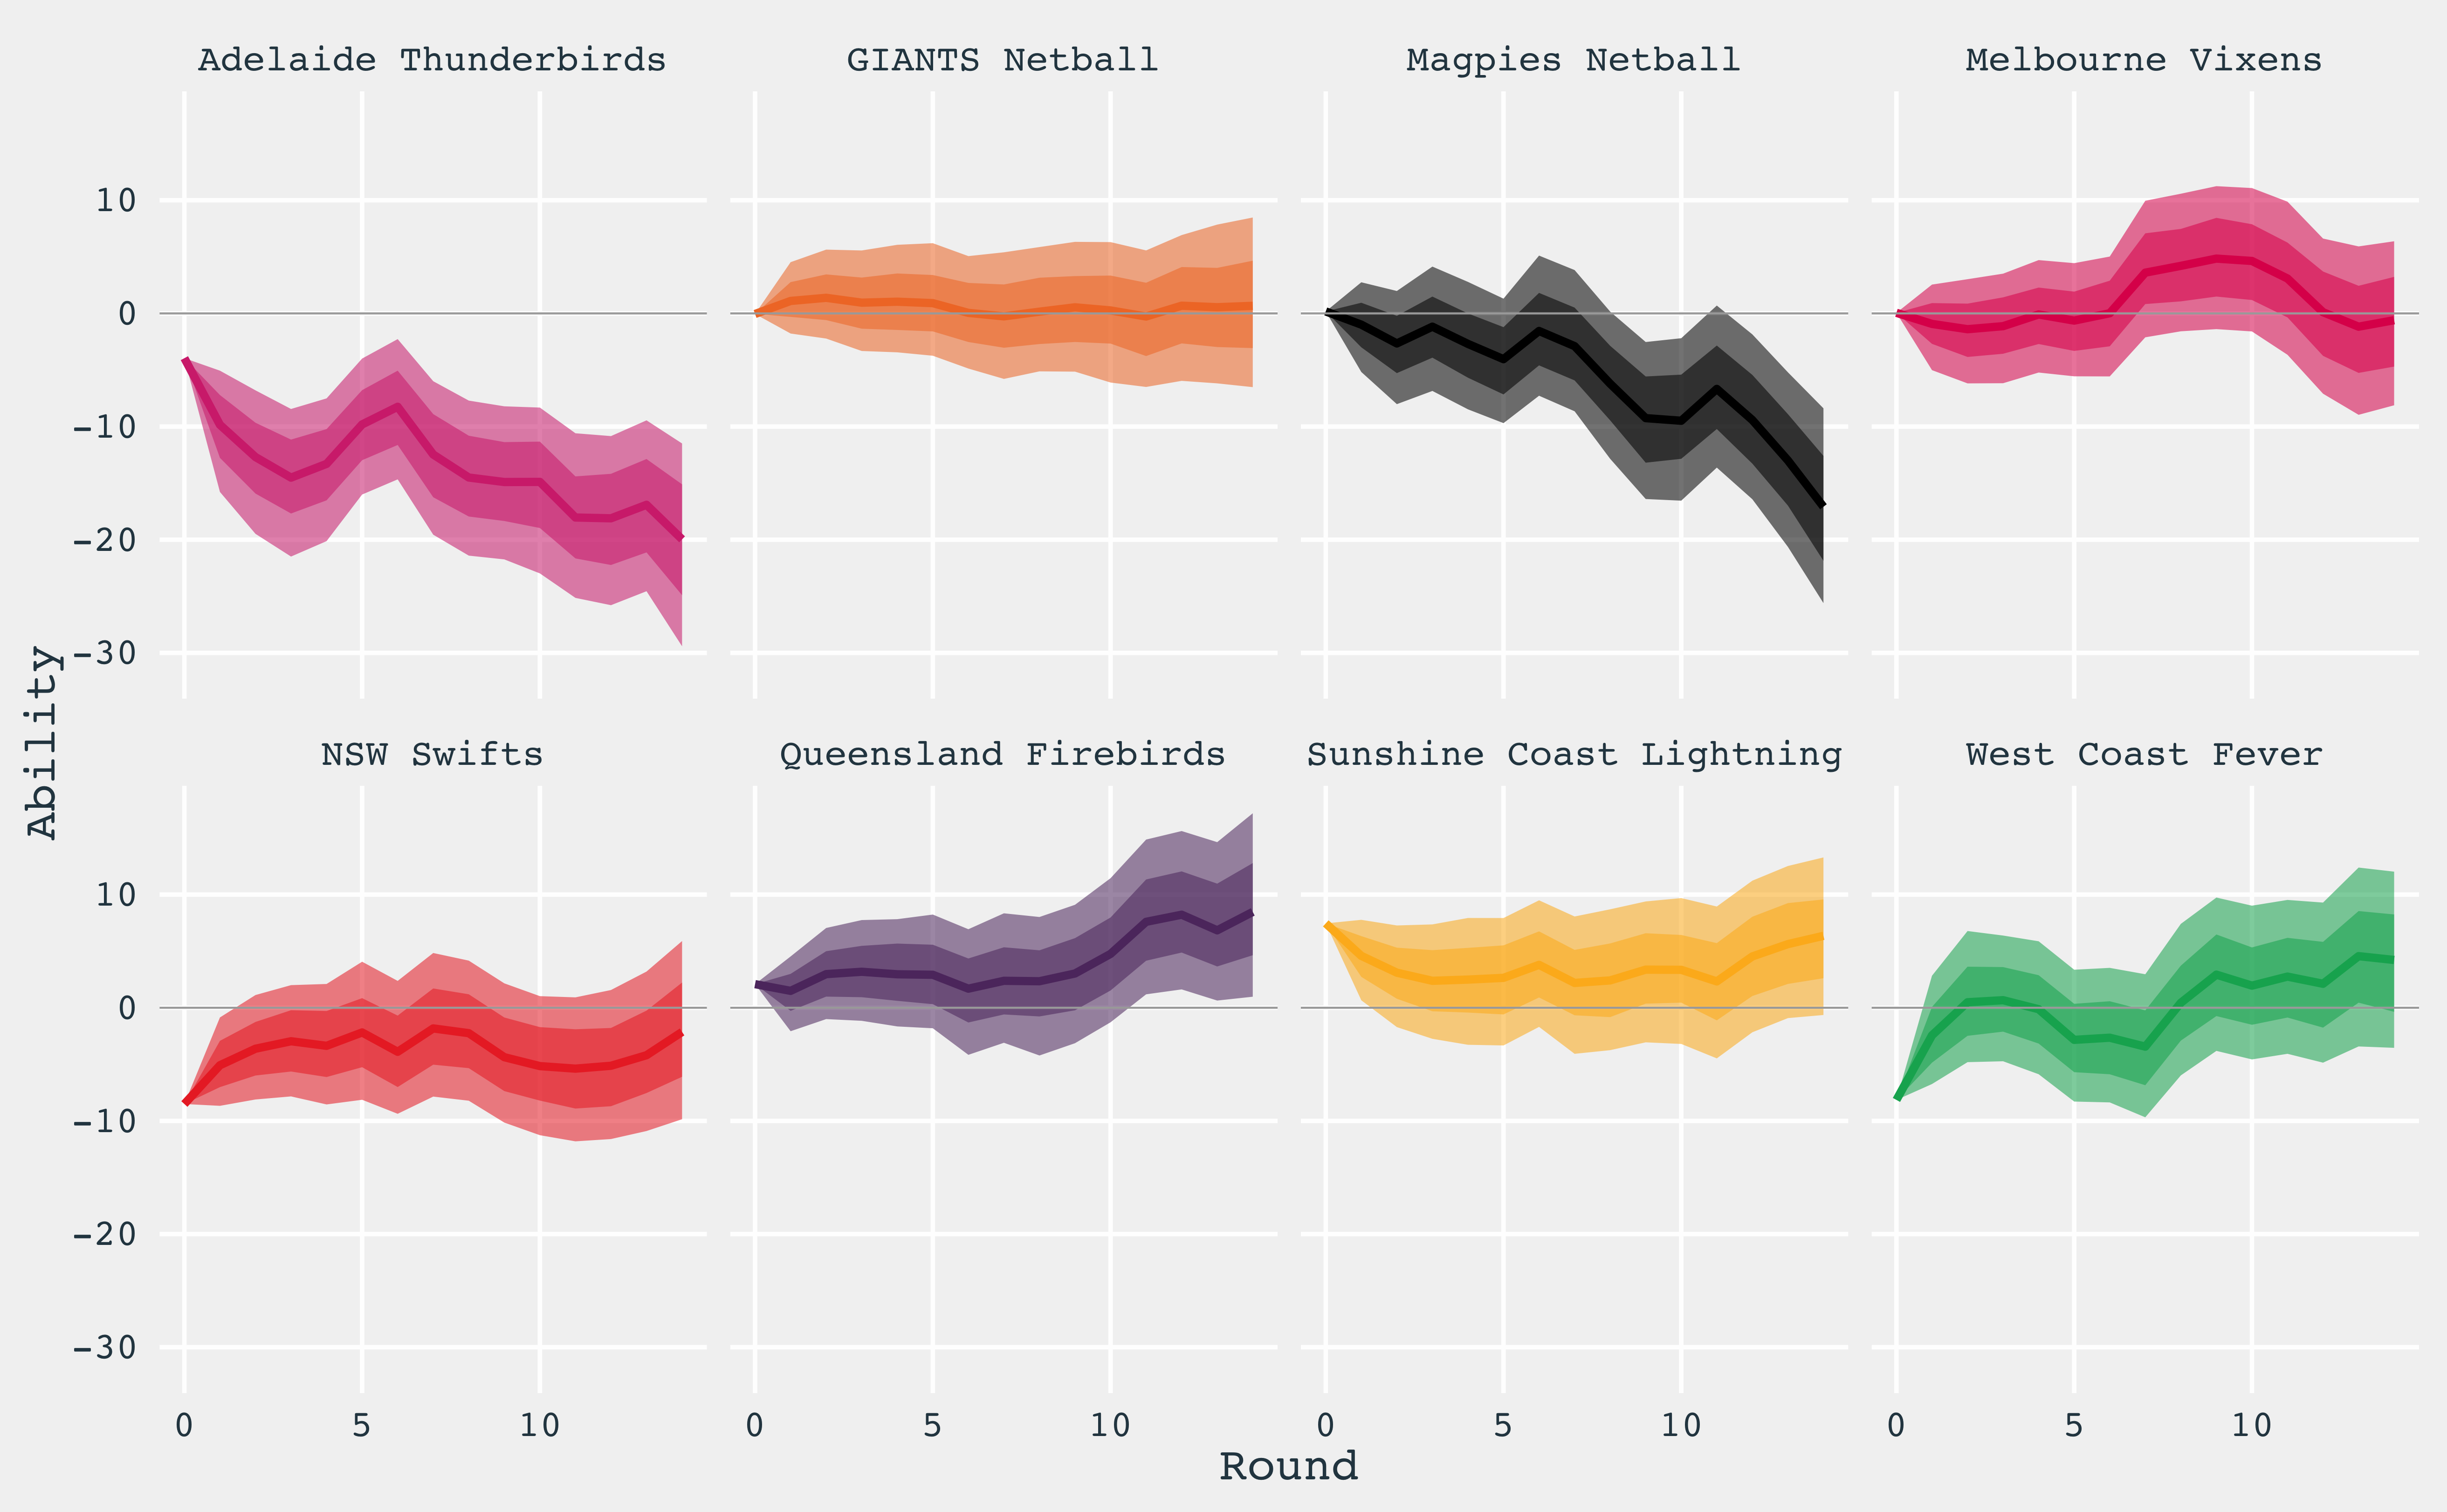 Adelaide Thunderbirds GIANTS Netball Magpies Netball Melbourne Vixens
10
0
-10
-20
-30
Ability
NSW Swifts Queensland Firebirds Sunshine Coast Lightning West Coast Fever
10
0
-10
-20
-30
0 5 10 0 5 10 0 5 10 0 5 10
Round